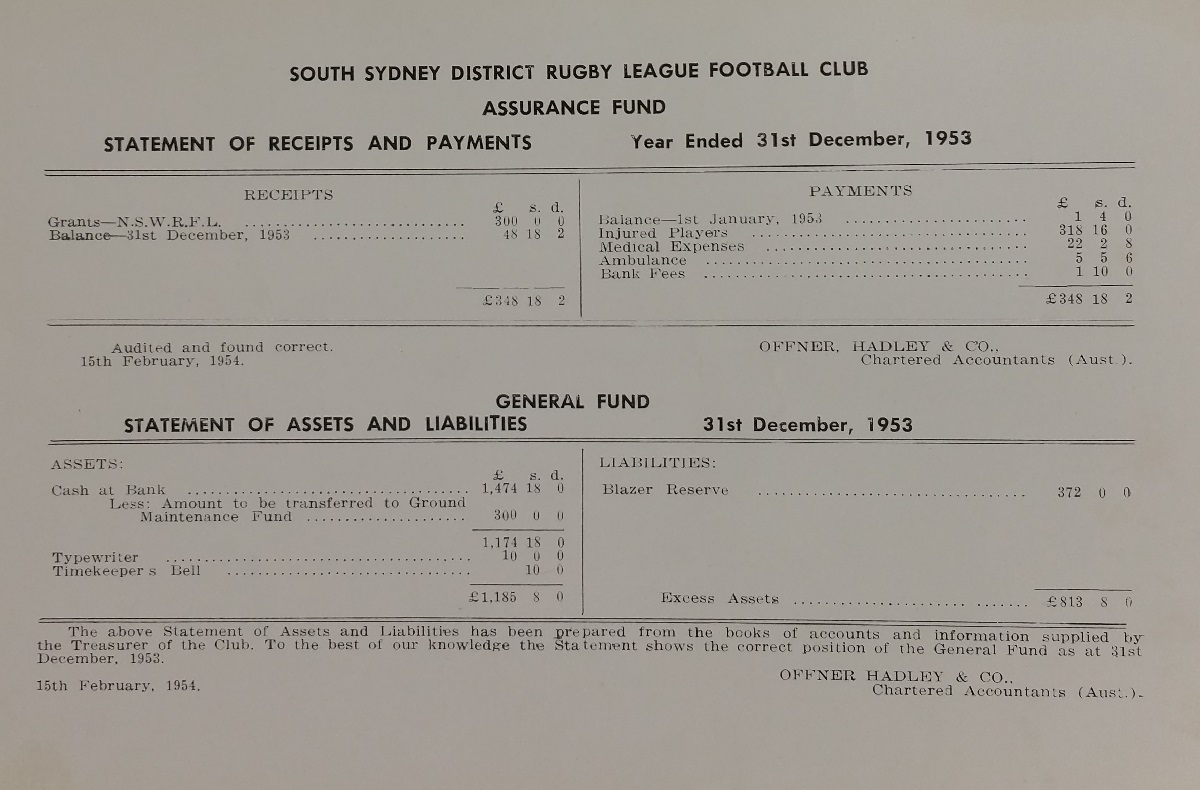 SOUTH SYDNEY DISTRICT RUGBY LEAGUE FOOTBALL CLUB
ASSURANCE FUND
STATEMENT OF RECEIPTS AND PAYMENTS Year Ended 31st December, 1953
RECEIPTS
£ s. d.
Grants—N.S.W.R.F.L. .............................. 300 0 0
Balance—31st December, 1953 .................... 48 18 2
£348 18 2
PAYMENTS
£ s. d.
Balance—1st January, 1953 ........................ 1 4 0
Injured Players .................................... 318 16 0
Medical Expenses .................................. 22 2 8
Ambulance .......................................... 5 5 6
Bank Fees .......................................... 1 10 0
£348 18 2
Audited and found correct.
15th February, 1954.
OFFNER, HADLEY & CO.,
Chartered Accountants (Aust.).
GENERAL FUND
STATEMENT OF ASSETS AND LIABILITIES 31st December, 1953
ASSETS:
£ s. d.
Cash at Bank ..................................... 1,474 18 0
Less: Amount to be transferred to Ground
Maintenance Fund ..................... 300 0 0
1,174 18 0
Typewriter ........................................ 10 0 0
Timekeeper s Bell ................................ 10 0
£1,185 8 0
LIABILITIES:
Blazer Reserve ................................... 372 0 0
Excess Assets ..................... ....... £813 8 0
The above Statement of Assets and Liabilities has been prepared from the books of accounts and information supplied by
the Treasurer of the Club. To the best of our knowledge the Statement shows the correct position of the General Fund as at 31st
December, 1953.
15th February, 1954.
OFFNER HADLEY & CO.,
Chartered Accountants (Aust.).